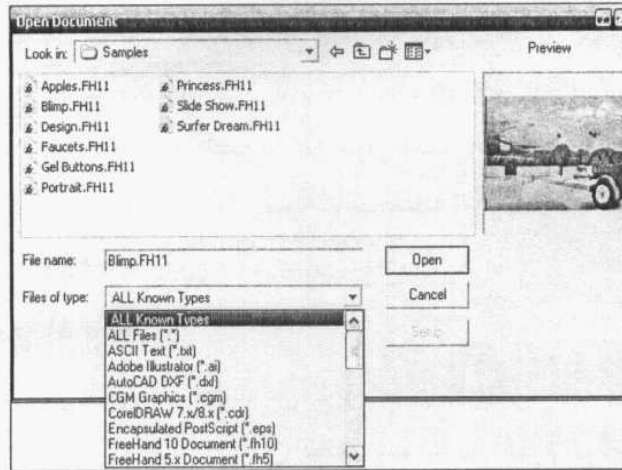 Open Document
Look in: Samples
Preview
Apples.FH11
Blimp.FH11
Design.FH11
Faucets.FH11
Gel Buttons.FH11
Portrait.FH11
Princess.FH11
Slide Show.FH11
Surfer Dream.FH11
File name: Blimp.FH11
Open
Files of type: ALL Known Types
Cancel
Setup
ALL Known Types
ALL Files (*.*)
ASCII Text (*.txt)
Adobe Illustrator (*.ai)
AutoCAD DXF (*.dxf)
CGM Graphics (*.cgm)
CorelDRAW 7.x/8.x (*.cdr)
Encapsulated PostScript (*.eps)
FreeHand 10 Document (*.fh10)
FreeHand 5.x Document (*.fh5)